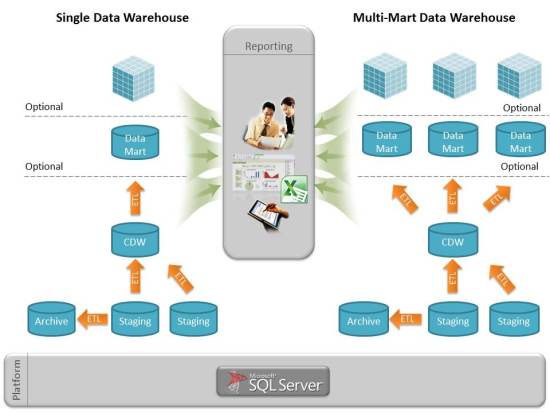 Single Data Warehouse
Multi-Mart Data Warehouse
Reporting
Optional
Optional
Data
Mart
Data
Mart
Data
Mart
Data
Mart
Optional
Optional
ETL
ETL
ETL
ETL
CDW
CDW
ETL
ETL
ETL
ETL
Archive
ETL
Staging
Staging
Archive
ETL
Staging
Staging
Platform
Microsoft
SQL Server